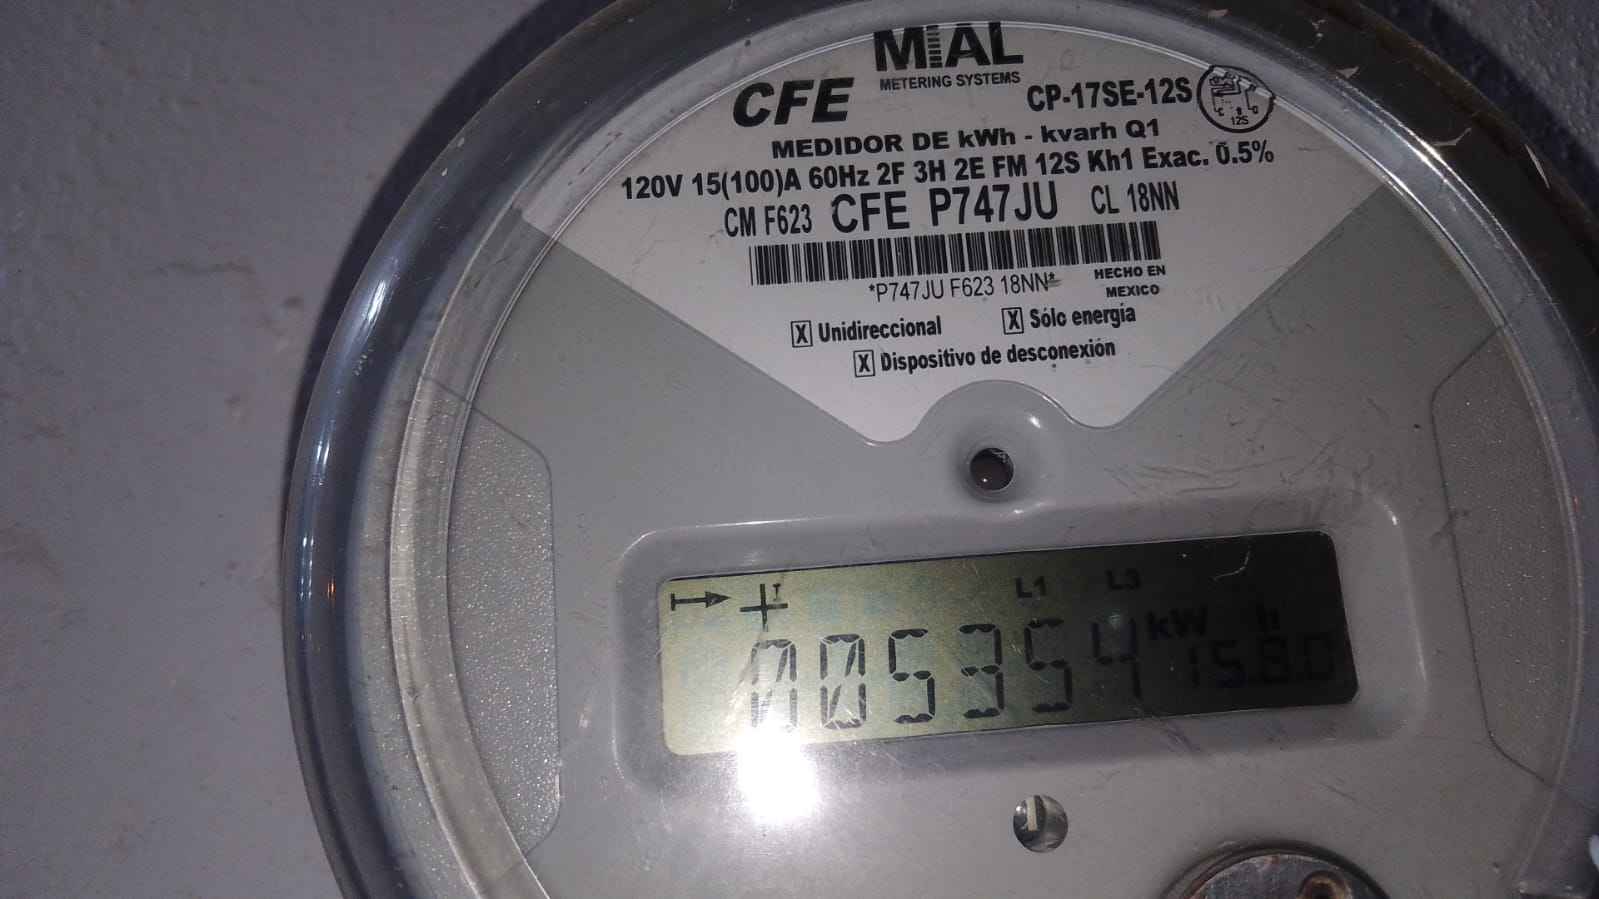 MIAL
METERING SYSTEMS
CFE
CP-17SE-12S
12S
MEDIDOR DE kWh - kvarh Q1
120V 15(100)A 60Hz 2F 3H 2E FM 12S Kh1 Exac. 0.5%
CM F623 CFE P747JU CL 18NN
*P747JU F623 18NN*
HECHO EN
MEXICO
X Unidireccional X Sólo energía
X Dispositivo de desconexión
L1 L3
005354 kW h
15.8.0